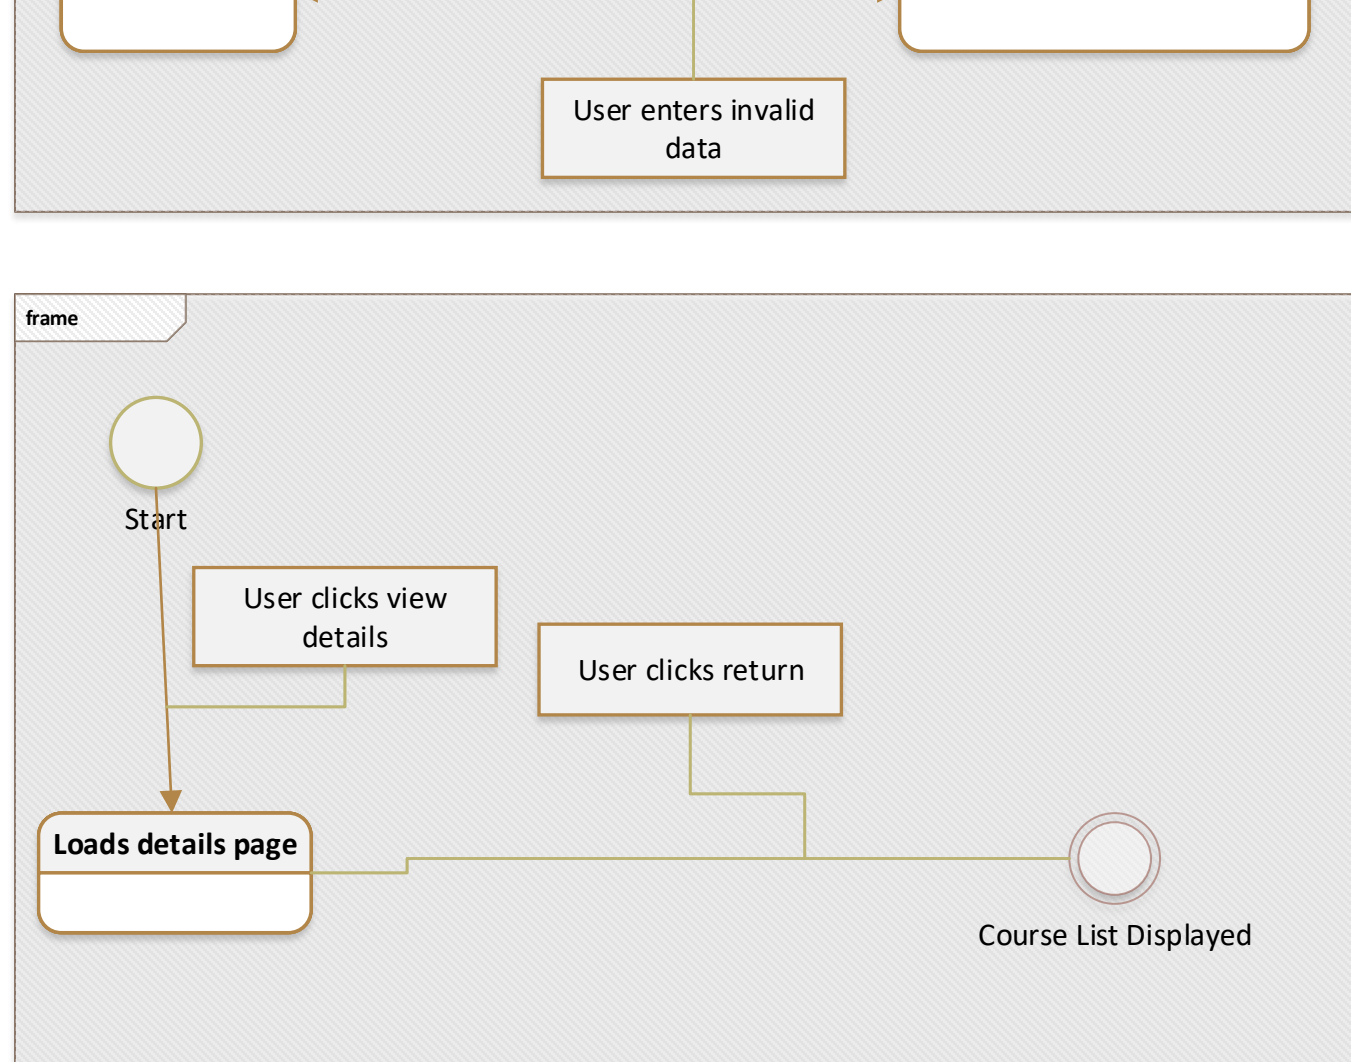 User enters invalid
data
frame
Start
User clicks view
details
User clicks return
Loads details page
Course List Displayed